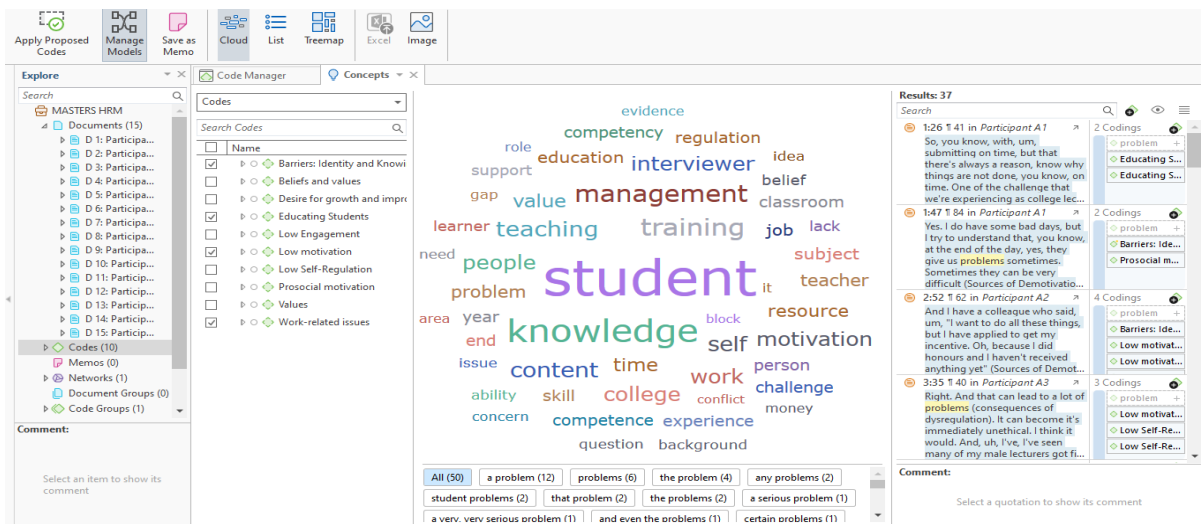 Apply Proposed Codes
Manage Models
Save as Memo
Cloud
List
Treemap
Excel
Image
Explore
Search
MASTERS HRM
Documents (15)
D 1: Participa...
D 2: Participa...
D 3: Participa...
D 4: Participa...
D 5: Participa...
D 6: Participa...
D 7: Participa...
D 8: Participa...
D 9: Participa...
D 10: Particip...
D 11: Particip...
D 12: Particip...
D 13: Particip...
D 14: Particip...
D 15: Particip...
Codes (10)
Memos (0)
Networks (1)
Document Groups (0)
Code Groups (1)
Comment:
Select an item to show its
comment
Code Manager
Concepts
Codes
Search Codes
Name
Barriers: Identity and Knowi
Beliefs and values
Desire for growth and impro
Educating Students
Low Engagement
Low motivation
Low Self-Regulation
Prosocial motivation
Values
Work-related issues
evidence
competency regulation
role education interviewer idea
support belief
gap value management classroom
learner teaching training job lack
need people subject
student it teacher
problem resource
area year knowledge block
end self motivation
issue content time person
work challenge
ability skill college conflict
money
concern competence experience
question background
All (50) a problem (12) problems (6) the problem (4) any problems (2)
student problems (2) that problem (2) the problems (2) a serious problem (1)
a very, very serious problem (1) and even the problems (1) certain problems (1)
Results: 37
Search
1:26 ¶ 41 in Participant A1
So, you know, with, um,
submitting on time, but that
there's always a reason, know why
things are not done, you know, on
time. One of the challenge that
we're experiencing as college lec...
2 Codings
problem
Educating S...
Educating S...
1:47 ¶ 84 in Participant A1
Yes. I do have some bad days, but
I try to understand that, you know,
at the end of the day, yes, they
give us problems sometimes.
Sometimes they can be very
difficult (Sources of Demotivatio...
2 Codings
problem
Barriers: Ide...
Prosocial m...
2:52 ¶ 62 in Participant A2
And I have a colleague who said,
um, "I want to do all these things,
but I have applied to get my
incentive. Oh, because I did
honours and I haven't received
anything yet" (Sources of Demot...
4 Codings
problem
Barriers: Ide...
Low motivat...
Low motivat...
3:35 ¶ 40 in Participant A3
Right. And that can lead to a lot of
problems (consequences of
dysregulation). It can become it's
immediately unethical. I think it
would. And, uh, I've, I've seen
many of my male lecturers got fi...
3 Codings
problem
Low motivat...
Low Self-Re...
Low Self-Re...
Comment:
Select a quotation to show its comment